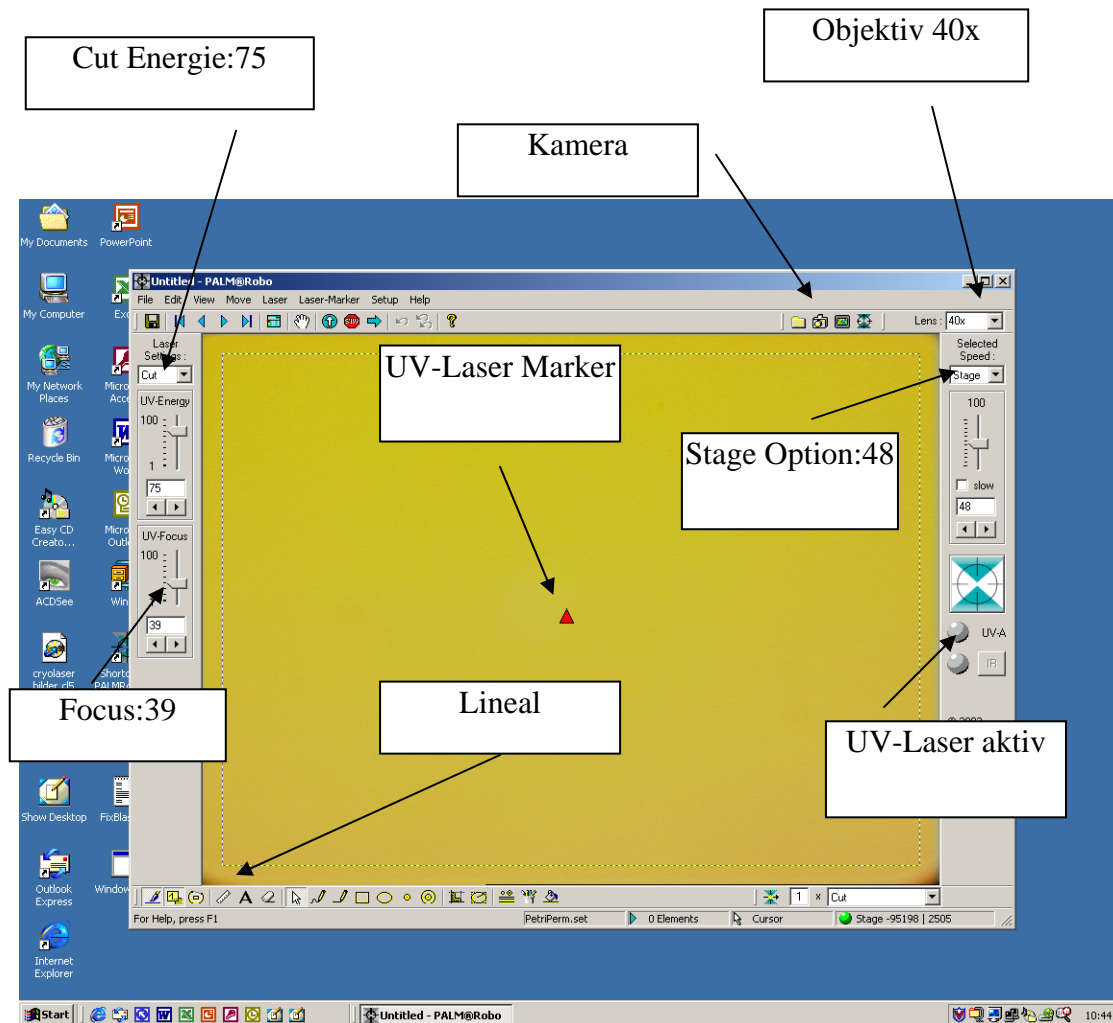 Cut Energie:75
Objektiv 40x
Kamera
My Documents
PowerPoint
Untitled - PALM@Robo
File Edit View Move Laser Laser-Marker Setup Help
STOP
Lens : 40x
My Computer
Laser
Settings :
Cut
UV-Energy
100
1
75
UV-Focus
100
39
UV-Laser Marker
Selected
Speed :
Stage
100
slow
48
Stage Option:48
My Network
Places
Recycle Bin
Easy CD
Creato...
ACDSee
cryolaser
bilder.cl5
UV-A
IR
Focus:39
Lineal
UV-Laser aktiv
Show Desktop
Outlook
Express
Internet
Explorer
A
1 × Cut
For Help, press F1
PetriPerm.set
0 Elements
Cursor
Stage -95198 | 2505
Start
Untitled - PALM@Robo
10:44